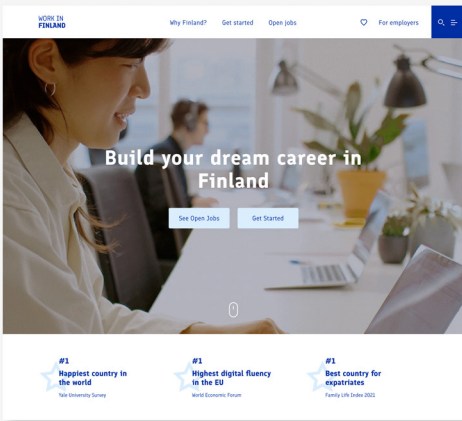 WORK IN
FINLAND
Why Finland?
Get started
Open jobs
For employers
Build your dream career in
Finland
See Open Jobs
Get Started
#1
Happiest country in
the world
Yale University Survey
#1
Highest digital fluency
in the EU
World Economic Forum
#1
Best country for
expatriates
Family Life Index 2021